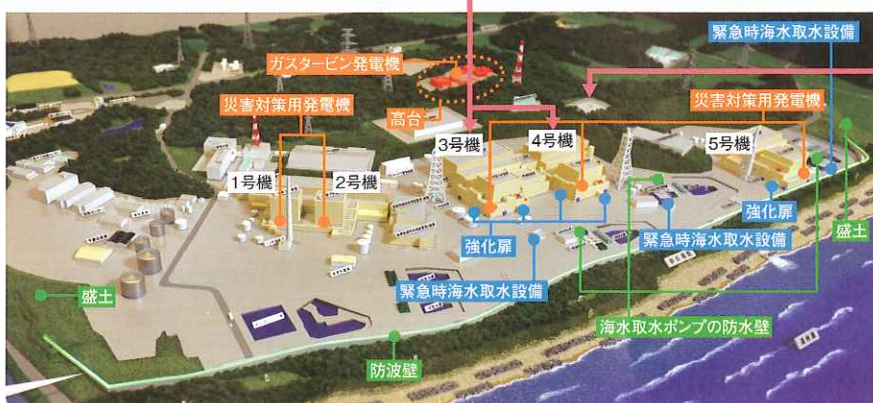 緊急時海水取水設備
ガスタービン発電機
災害対策用発電機
災害対策用発電機
高台
3号機
4号機
5号機
1号機
2号機
強化扉
強化扉
盛土
緊急時海水取水設備
緊急時海水取水設備
盛土
海水取水ポンプの防水壁
防波壁